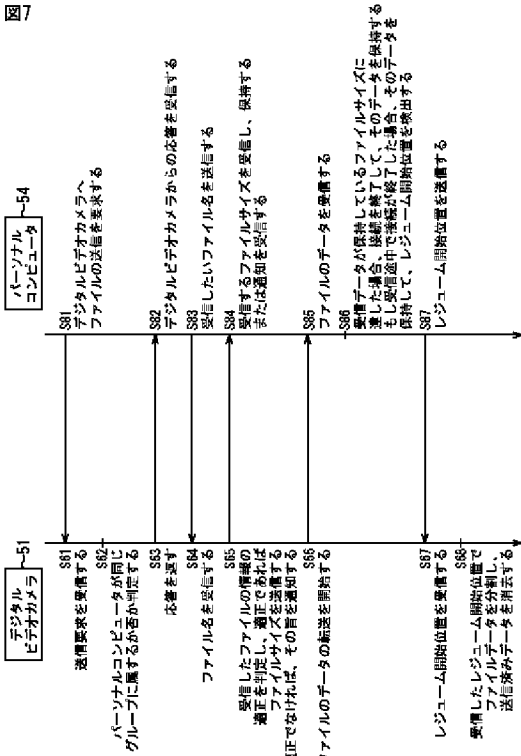 図7
デジタル
ビデオカメラ
~51
パーソナル
コンピュータ
~54
S61
送信要求を受信する
S62
パーソナルコンピュータが同じ
グループに属するか否か判定する
S63
応答を返す
S64
ファイル名を受信する
S65
受信したファイルの情報の
適正を判定し、適正であれば
ファイルサイズを送信する
正でなければ、その旨を通知する
S66
ファイルのデータの転送を開始する
S67
レジューム開始位置を受信する
S68
受信したレジューム開始位置で
ファイルデータを分割し、
送信済みデータを消去する
S81
デジタルビデオカメラへ
ファイルの送信を要求する
S82
デジタルビデオカメラからの応答を受信する
S83
受信したいファイル名を送信する
S84
受信するファイルサイズを受信し、保持する
または通知を受信する
S85
ファイルのデータを受信する
S86
受信データが保持しているファイルサイズに
達した場合、接続を終了して、そのデータを保持する
もし受信途中で接続が終了した場合、そのデータを
保持して、レジューム開始位置を検出する
S87
レジューム開始位置を送信する